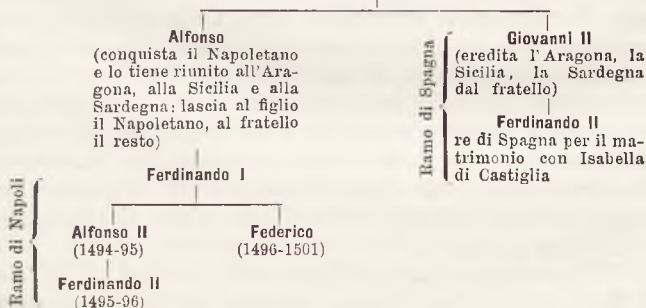 Alfonso
(conquista il Napoletano
e lo tiene riunito all'Ara-
gona, alla Sicilia e alla
Sardegna: lascia al figlio
il Napoletano, al fratello
il resto)
Ferdinando I
Ramo di Napoli
Alfonso II
(1494-95)
Federico
(1496-1501)
Ferdinando II
(1495-96)
Ramo di Spagna
Giovanni II
(eredita l'Aragona, la
Sicilia, la Sardegna
dal fratello)
Ferdinando II
re di Spagna per il ma-
trimonio con Isabella
di Castiglia